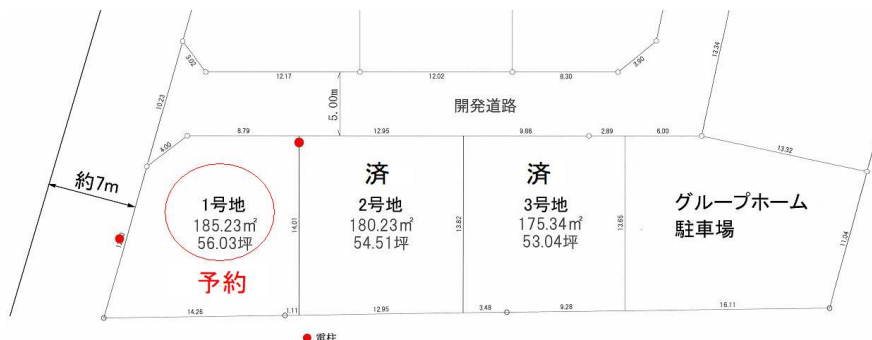 3.02
12.17
12.02
8.30
3.90
13.34
10.23
5.00m
開発道路
4.00
8.79
12.95
9.86
2.89
6.00
13.32
約7m
1号地
185.23㎡
56.03坪
予約
14.01
済
2号地
180.23㎡
54.51坪
13.82
済
3号地
175.34㎡
53.04坪
13.65
グループホーム
駐車場
11.04
14.26
1.11
12.95
3.48
9.28
16.11
電柱